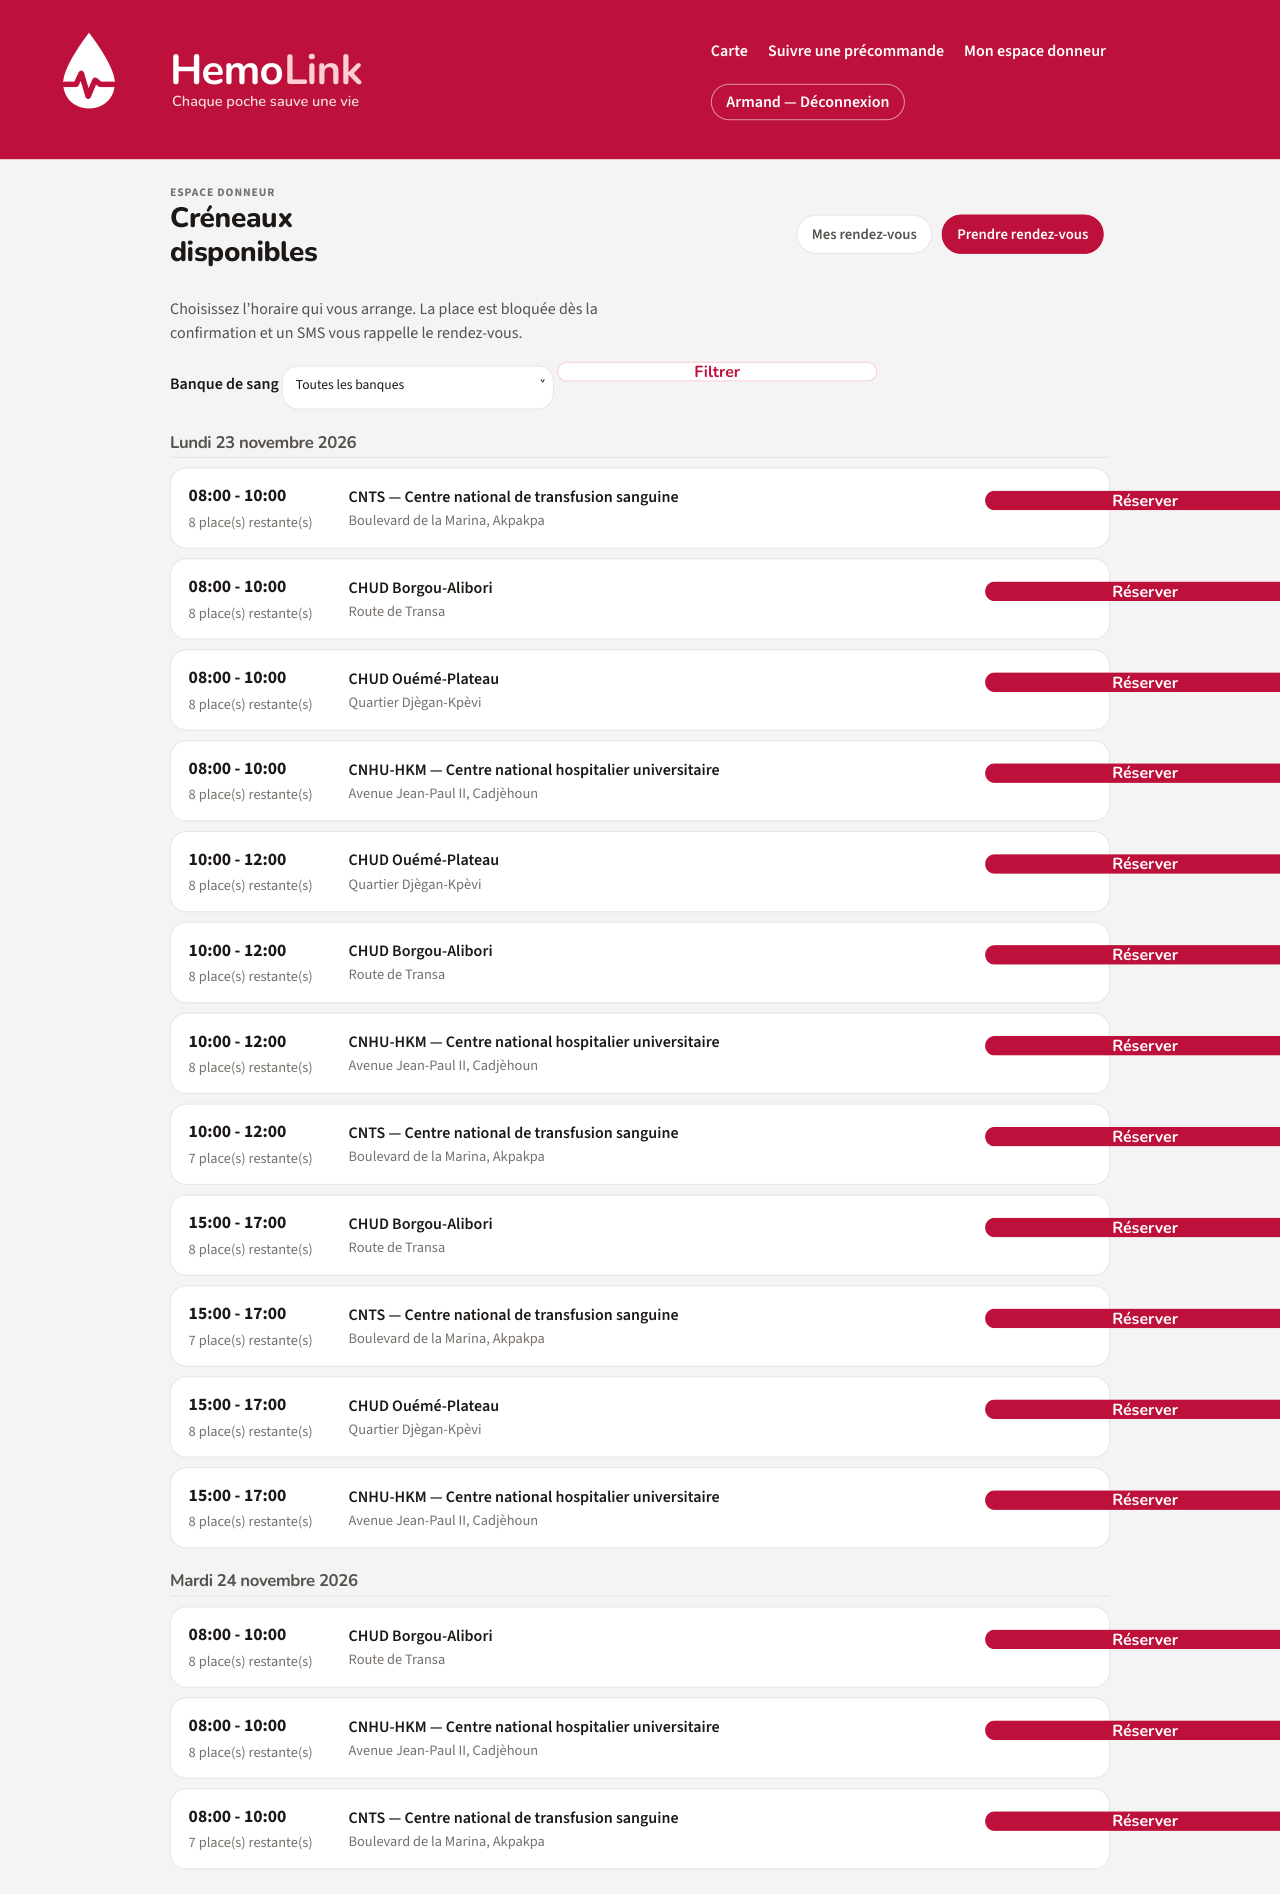 HemoLink
Chaque poche sauve une vie
Carte Suivre une précommande Mon espace donneur
Armand — Déconnexion
ESPACE DONNEUR
Créneaux
disponibles
Mes rendez-vous Prendre rendez-vous
Choisissez l’horaire qui vous arrange. La place est bloquée dès la
confirmation et un SMS vous rappelle le rendez-vous.
Banque de sang Toutes les banques Filtrer
Lundi 23 novembre 2026
08:00 - 10:00 CNTS — Centre national de transfusion sanguine Réserver
8 place(s) restante(s) Boulevard de la Marina, Akpakpa
08:00 - 10:00 CHUD Borgou-Alibori Réserver
8 place(s) restante(s) Route de Transa
08:00 - 10:00 CHUD Ouémé-Plateau Réserver
8 place(s) restante(s) Quartier Djègan-Kpèvi
08:00 - 10:00 CNHU-HKM — Centre national hospitalier universitaire Réserver
8 place(s) restante(s) Avenue Jean-Paul II, Cadjèhoun
10:00 - 12:00 CHUD Ouémé-Plateau Réserver
8 place(s) restante(s) Quartier Djègan-Kpèvi
10:00 - 12:00 CHUD Borgou-Alibori Réserver
8 place(s) restante(s) Route de Transa
10:00 - 12:00 CNHU-HKM — Centre national hospitalier universitaire Réserver
8 place(s) restante(s) Avenue Jean-Paul II, Cadjèhoun
10:00 - 12:00 CNTS — Centre national de transfusion sanguine Réserver
7 place(s) restante(s) Boulevard de la Marina, Akpakpa
15:00 - 17:00 CHUD Borgou-Alibori Réserver
8 place(s) restante(s) Route de Transa
15:00 - 17:00 CNTS — Centre national de transfusion sanguine Réserver
7 place(s) restante(s) Boulevard de la Marina, Akpakpa
15:00 - 17:00 CHUD Ouémé-Plateau Réserver
8 place(s) restante(s) Quartier Djègan-Kpèvi
15:00 - 17:00 CNHU-HKM — Centre national hospitalier universitaire Réserver
8 place(s) restante(s) Avenue Jean-Paul II, Cadjèhoun
Mardi 24 novembre 2026
08:00 - 10:00 CHUD Borgou-Alibori Réserver
8 place(s) restante(s) Route de Transa
08:00 - 10:00 CNHU-HKM — Centre national hospitalier universitaire Réserver
8 place(s) restante(s) Avenue Jean-Paul II, Cadjèhoun
08:00 - 10:00 CNTS — Centre national de transfusion sanguine Réserver
7 place(s) restante(s) Boulevard de la Marina, Akpakpa